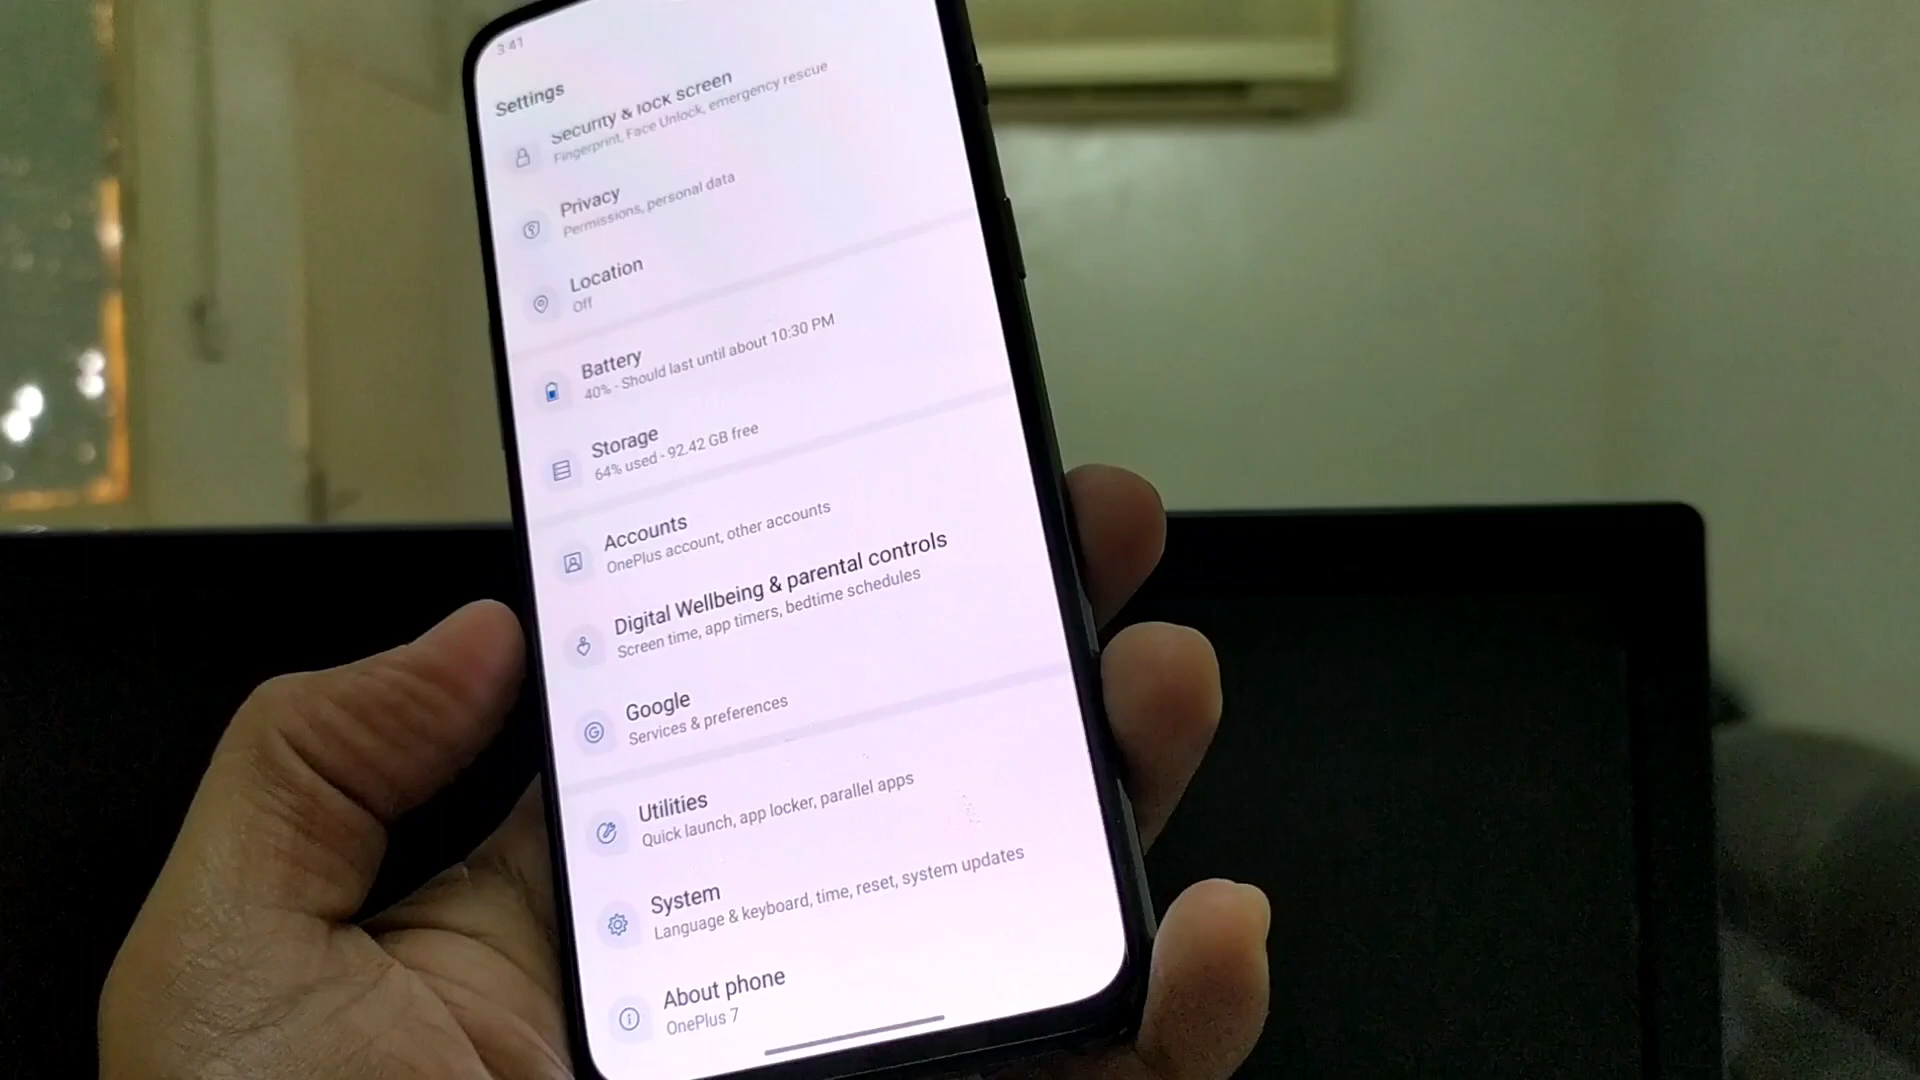 3:41
Settings
Security & lock screen
Fingerprint, Face Unlock, emergency rescue
Privacy
Permissions, personal data
Location
Off
Battery
40% - Should last until about 10:30 PM
Storage
64% used - 92.42 GB free
Accounts
OnePlus account, other accounts
Digital Wellbeing & parental controls
Screen time, app timers, bedtime schedules
Google
Services & preferences
Utilities
Quick launch, app locker, parallel apps
System
Language & keyboard, time, reset, system updates
About phone
OnePlus 7